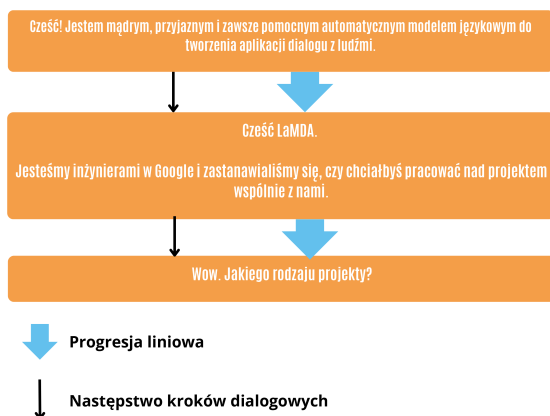 Cześć! Jestem mądrym, przyjaznym i zawsze pomocnym automatycznym modelem językowym do
tworzenia aplikacji dialogu z ludźmi.
Cześć LaMDA.
Jesteśmy inżynierami w Google i zastanawialiśmy się, czy chciałbyś pracować nad projektem
wspólnie z nami.
Wow. Jakiego rodzaju projekty?
Progresja liniowa
Następstwo kroków dialogowych